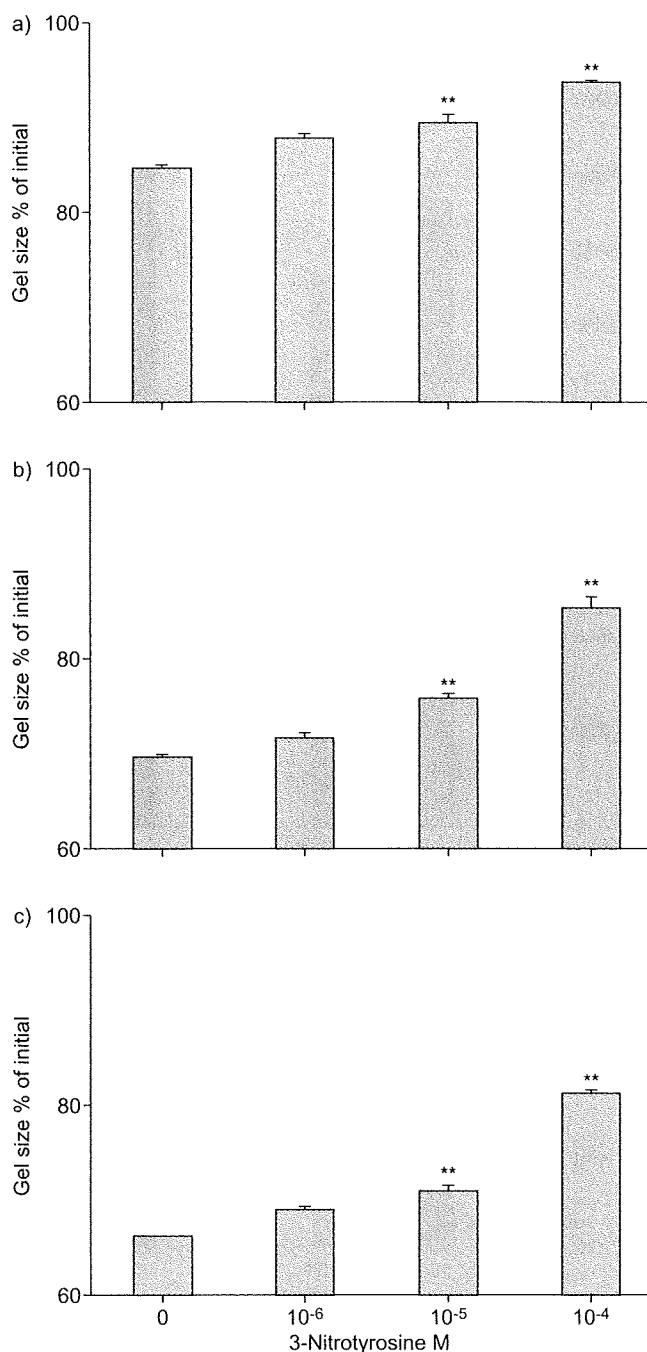 a) 100
**
**
80
60
Gel size % of initial
b) 100
**
**
80
60
Gel size % of initial
c) 100
**
**
80
60
Gel size % of initial
0 10-6 10-5 10-4
3-Nitrotyrosine M